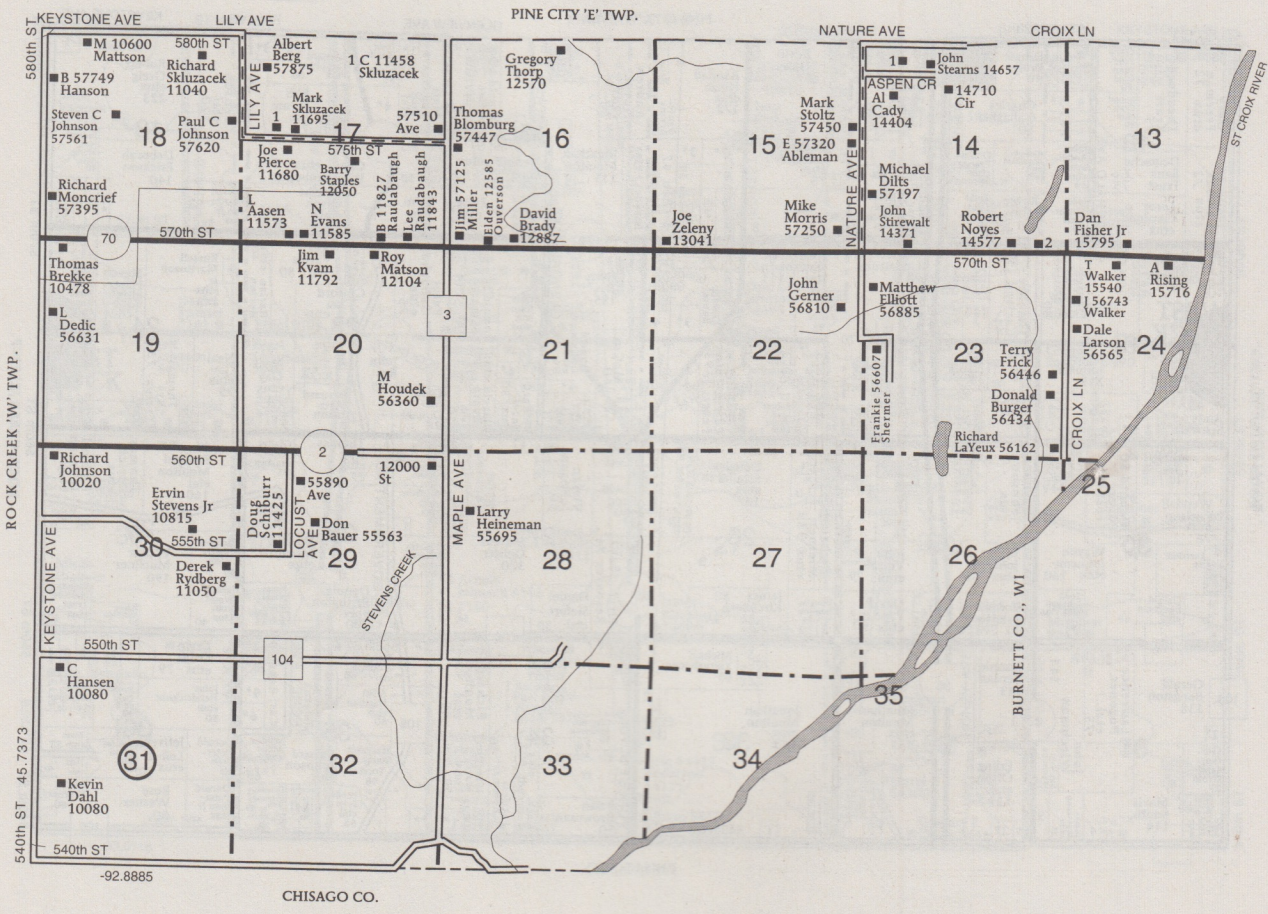 PINE CITY 'E' TWP.
KEYSTONE AVE
LILY AVE
NATURE AVE
CROIX LN
580th ST
M 10600
Mattson
580th ST
Richard
Skluzacek
11040
B 57749
Hanson
Steven C
Johnson
57561
18
Paul C
Johnson
57620
Richard
Moncrief
57395
LILY AVE
Albert
Berg
57875
1 C 11458
Skluzacek
Mark
Skluzacek
11695
1
17
57510
Ave
575th ST
Joe
Pierce
11680
Barry
Staples
12050
L
Aasen
11573
N
Evans
11585
B 11827
Raudabaugh
Lee
Raudabaugh
11843
Gregory
Thorp
12570
Thomas
Blomburg
57447
16
Jim 57125
Miller
Elden 12585
Ouverson
David
Brady
12887
15
Mark
Stoltz
57450
E 57320
Ableman
Mike
Morris
57250
Joe
Zeleny
13041
NATURE AVE
1
John
Stearns 14657
ASPEN CR
14710
Cir
Al
Cady
14404
14
Michael
Dilts
57197
John
Stirewalt
14371
Robert
Noyes
14577
2
13
Dan
Fisher Jr
15795
ST CROIX RIVER
70
570th ST
570th ST
Thomas
Brekke
10478
L
Dedic
56631
19
Jim
Kvam
11792
Roy
Matson
12104
3
20
M
Houdek
56360
21
22
John
Gerner
56810
Matthew
Elliott
56885
Frankie 56607
Shermer
23
Terry
Frick
56446
Donald
Burger
56434
Richard
LaYeux 56162
CROIX LN
T
Walker
15540
A
Rising
15716
J 56743
Walker
Dale
Larson
56565
24
ROCK CREEK 'W' TWP.
560th ST
2
Richard
Johnson
10020
Ervin
Stevens Jr
10815
30
555th ST
Doug
Schiburr
11425
LOCUST
AVE
Derek
Rydberg
11050
KEYSTONE AVE
55890
Ave
12000
St
Don
Bauer 55563
29
STEVENS CREEK
MAPLE AVE
Larry
Heineman
55695
28
27
26
25
BURNETT CO., WI
550th ST
104
C
Hansen
10080
31
Kevin
Dahl
10080
32
33
34
35
540th ST 45.7373
540th ST
-92.8885
CHISAGO CO.